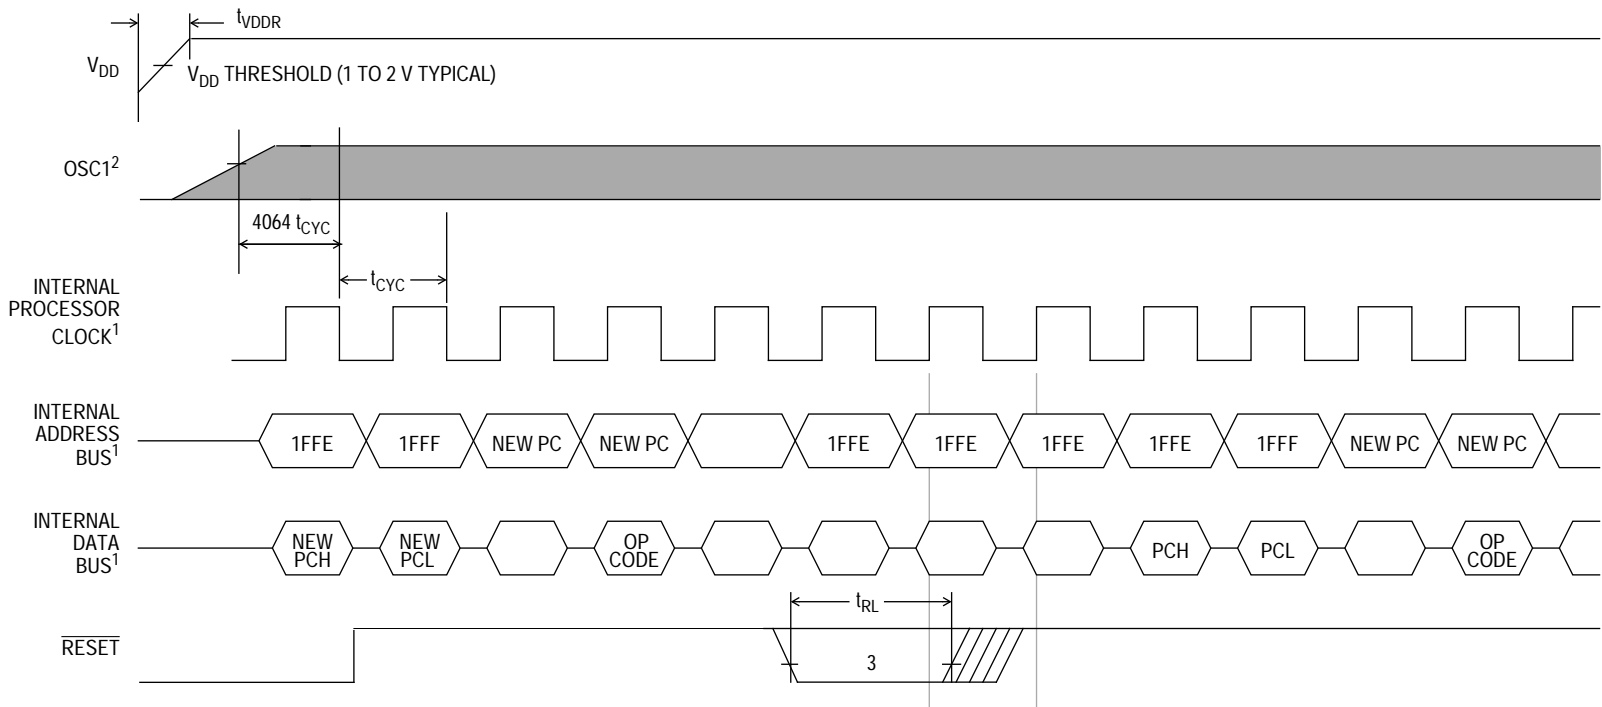 tVDDR
VDD
VDD THRESHOLD (1 TO 2 V TYPICAL)
OSC1²
4064 tCYC
tCYC
INTERNAL
PROCESSOR
CLOCK¹
INTERNAL
ADDRESS
BUS¹
1FFE 1FFF NEW PC NEW PC 1FFE 1FFE 1FFE 1FFE 1FFF NEW PC NEW PC
INTERNAL
DATA
BUS¹
NEW
PCH
NEW
PCL
OP
CODE
PCH
PCL
OP
CODE
tRL
RESET
3